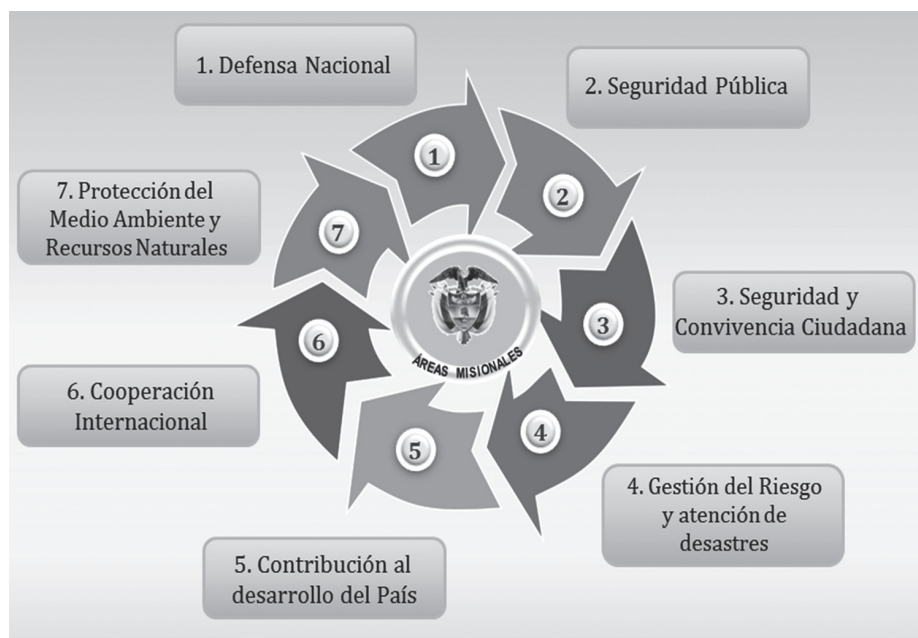 1. Defensa Nacional
2. Seguridad Pública
3. Seguridad y
Convivencia Ciudadana
4. Gestión del Riesgo
y atención de
desastres
5. Contribución al
desarrollo del País
6. Cooperación
Internacional
7. Protección del
Medio Ambiente y
Recursos Naturales
1
2
3
4
5
6
7
ÁREAS MISIONALES